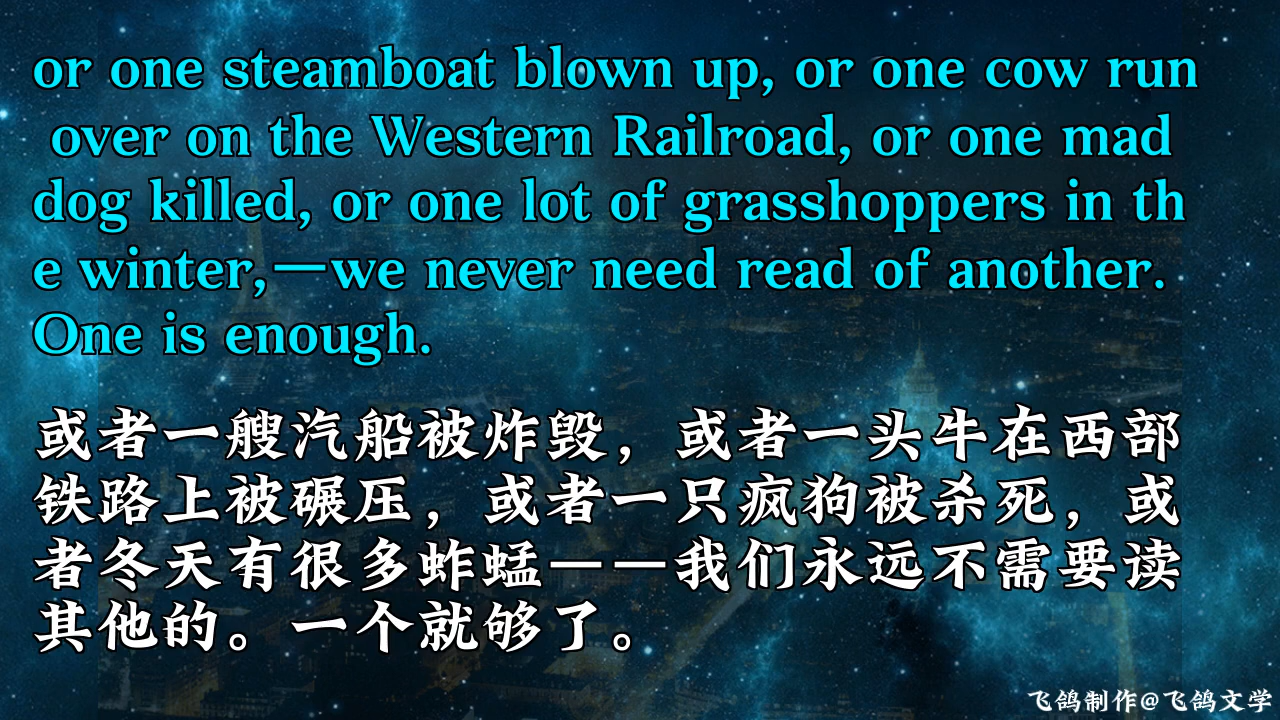 or one steamboat blown up, or one cow run
over on the Western Railroad, or one mad
dog killed, or one lot of grasshoppers in th
e winter,—we never need read of another.
One is enough.
或者一艘汽船被炸毁，或者一头牛在西部
铁路上被碾压，或者一只疯狗被杀死，或
者冬天有很多蚱蜢——我们永远不需要读
其他的。一个就够了。
飞鸽制作@飞鸽文学